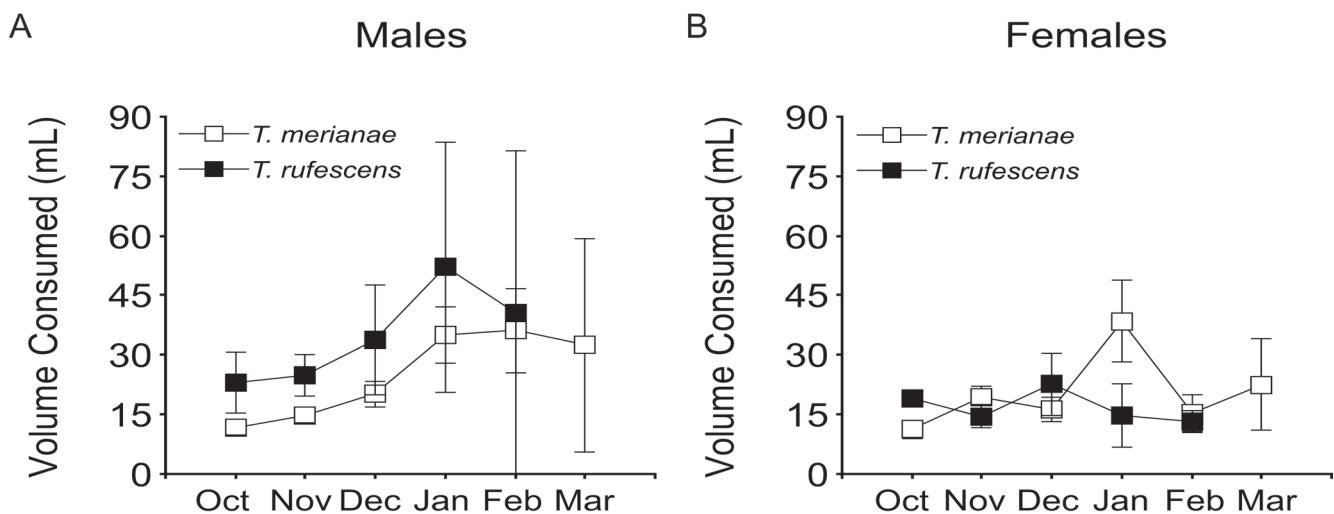 A
Males
Volume Consumed (mL)
90
75
60
45
30
15
0
T. merianae
T. rufescens
Oct Nov Dec Jan Feb Mar
B
Females
Volume Consumed (mL)
90
75
60
45
30
15
0
T. merianae
T. rufescens
Oct Nov Dec Jan Feb Mar